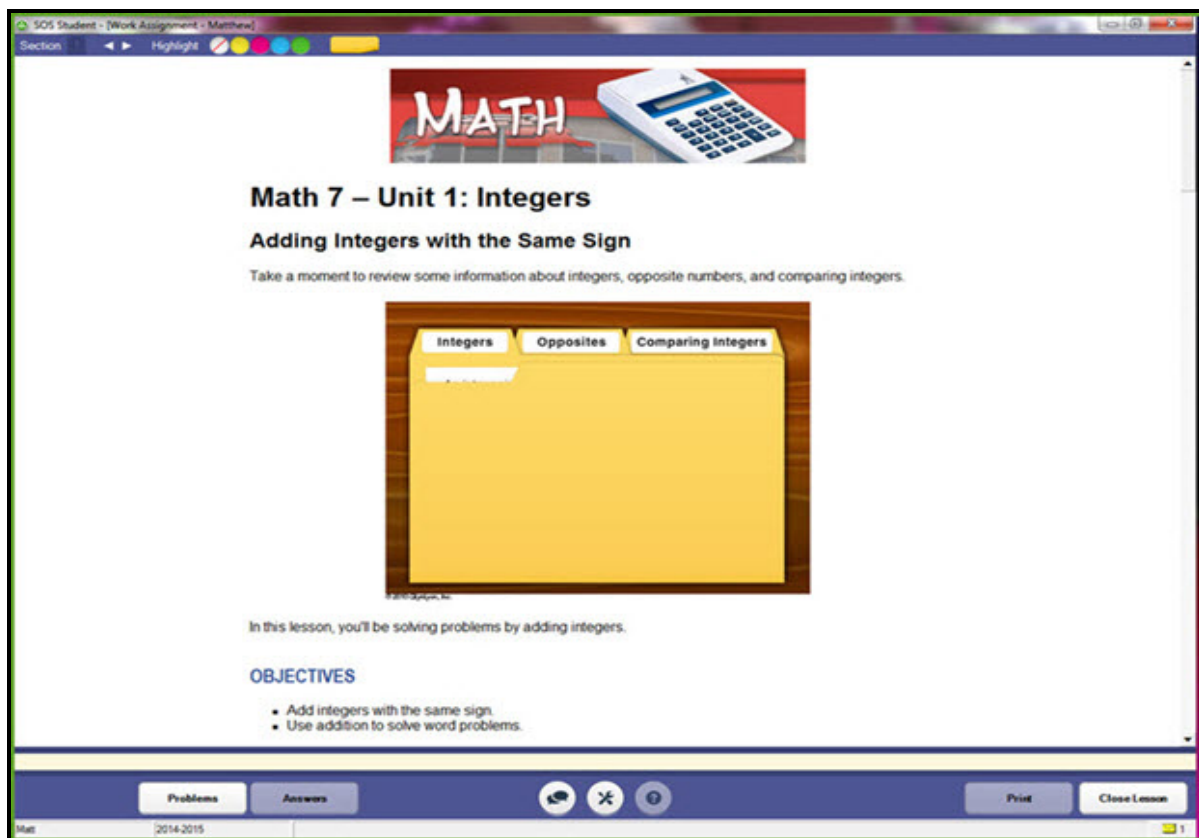 SOS Student - [Work Assignment - Matthew]
Section Highlight
MATH
Math 7 – Unit 1: Integers
Adding Integers with the Same Sign
Take a moment to review some information about integers, opposite numbers, and comparing integers.
Integers Opposites Comparing Integers
In this lesson, you'll be solving problems by adding integers.
OBJECTIVES
Add integers with the same sign.
Use addition to solve word problems.
Problems Answers ? Print Close Lesson
Matt 2014-2015 1